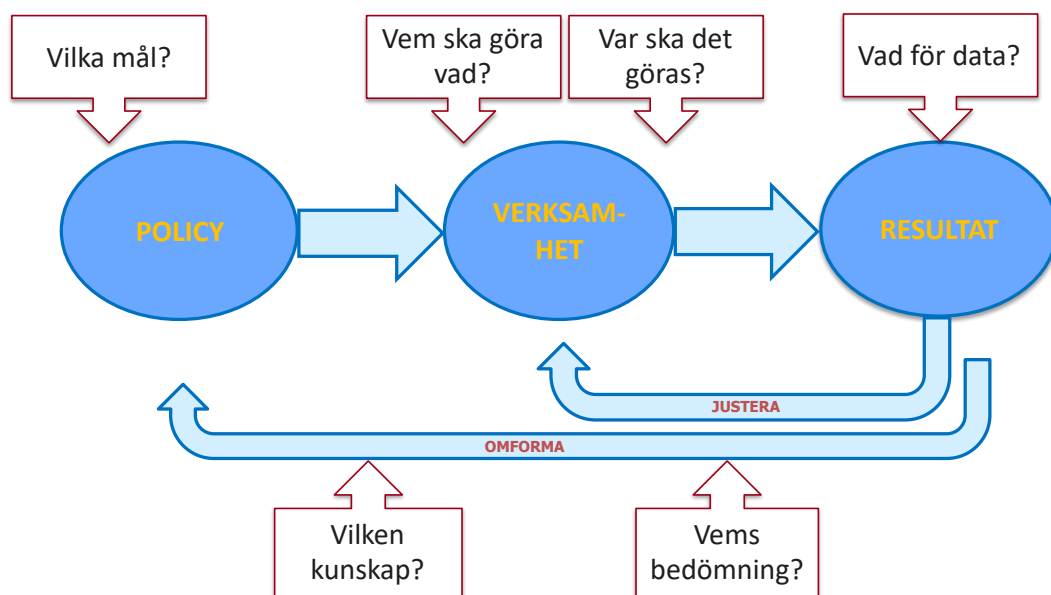 Vilka mål?
Vem ska göra
vad?
Var ska det
göras?
Vad för data?
POLICY
VERKSAM-
HET
RESULTAT
JUSTERA
OMFORMA
Vilken
kunskap?
Vems
bedömning?